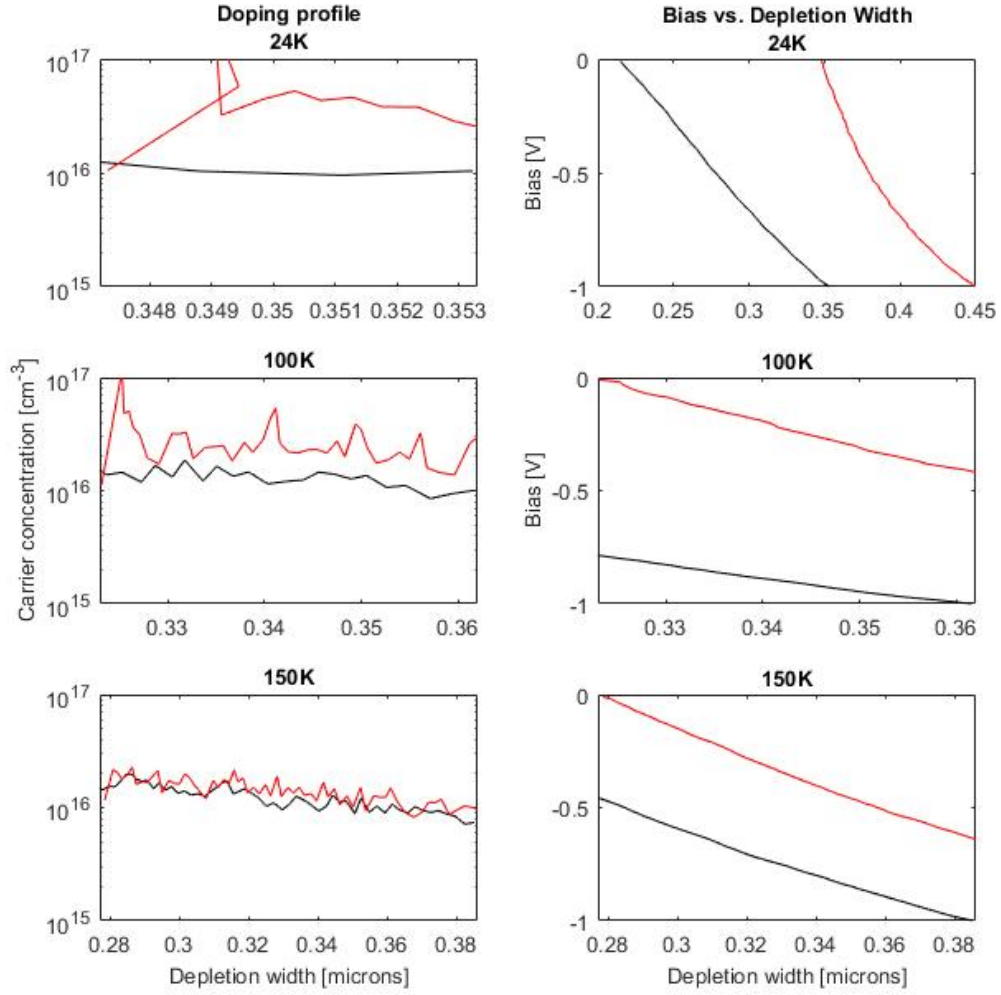 Doping profile
24K
10^17
10^16
10^15
0.348 0.349 0.35 0.351 0.352 0.353
Bias vs. Depletion Width
24K
Bias [V]
0
-0.5
-1
0.2 0.25 0.3 0.35 0.4 0.45
Carrier concentration [cm^-3]
100K
10^17
10^16
10^15
0.33 0.34 0.35 0.36
100K
Bias [V]
0
-0.5
-1
0.33 0.34 0.35 0.36
150K
10^17
10^16
10^15
0.28 0.3 0.32 0.34 0.36 0.38
Depletion width [microns]
150K
0
-0.5
-1
0.28 0.3 0.32 0.34 0.36 0.38
Depletion width [microns]